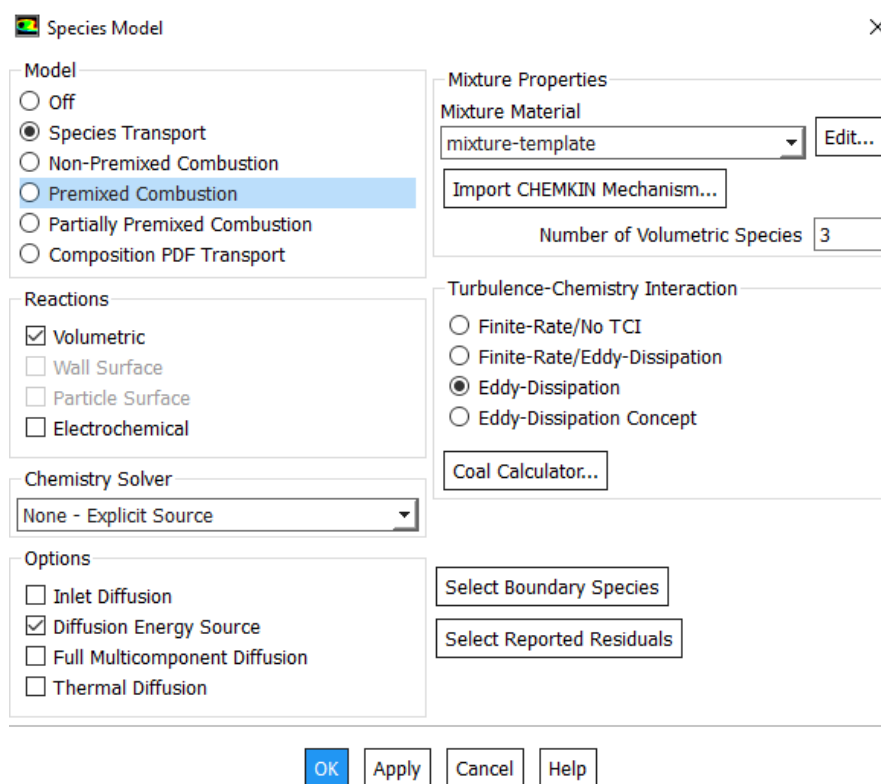 Species Model
Model
Off
Species Transport
Non-Premixed Combustion
Premixed Combustion
Partially Premixed Combustion
Composition PDF Transport
Reactions
Volumetric
Wall Surface
Particle Surface
Electrochemical
Chemistry Solver
None - Explicit Source
Options
Inlet Diffusion
Diffusion Energy Source
Full Multicomponent Diffusion
Thermal Diffusion
Mixture Properties
Mixture Material
mixture-template
Edit...
Import CHEMKIN Mechanism...
Number of Volumetric Species 3
Turbulence-Chemistry Interaction
Finite-Rate/No TCI
Finite-Rate/Eddy-Dissipation
Eddy-Dissipation
Eddy-Dissipation Concept
Coal Calculator...
Select Boundary Species
Select Reported Residuals
OK Apply Cancel Help